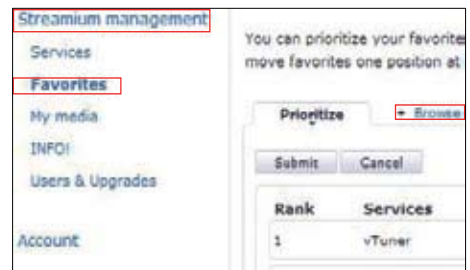 Streamium management
Services
Favorites
My media
INFO!
Users & Upgrades
Account
You can prioritize your favorites
move favorites one position at
Prioritize
Browse
Submit Cancel
Rank Services
1 vTuner